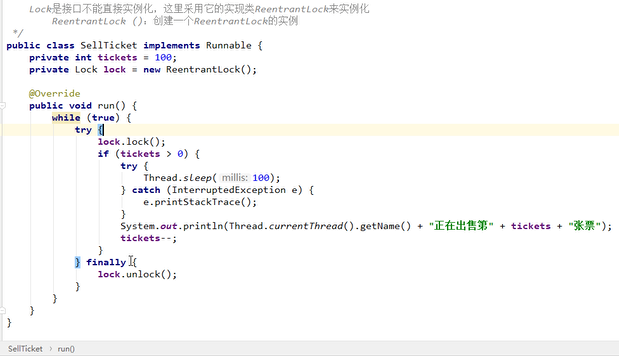 Lock是接口不能直接实例化，这里采用它的实现类ReentrantLock来实例化
ReentrantLock ()：创建一个ReentrantLock的实例
*/
public class SellTicket implements Runnable {
private int tickets = 100;
private Lock lock = new ReentrantLock();
@Override
public void run() {
while (true) {
try {
lock.lock();
if (tickets > 0) {
try {
Thread.sleep( millis: 100);
} catch (InterruptedException e) {
e.printStackTrace();
}
System.out.println(Thread.currentThread().getName() + "正在出售第" + tickets + "张票");
tickets--;
}
} finally {
lock.unlock();
}
}
}
}
SellTicket › run()